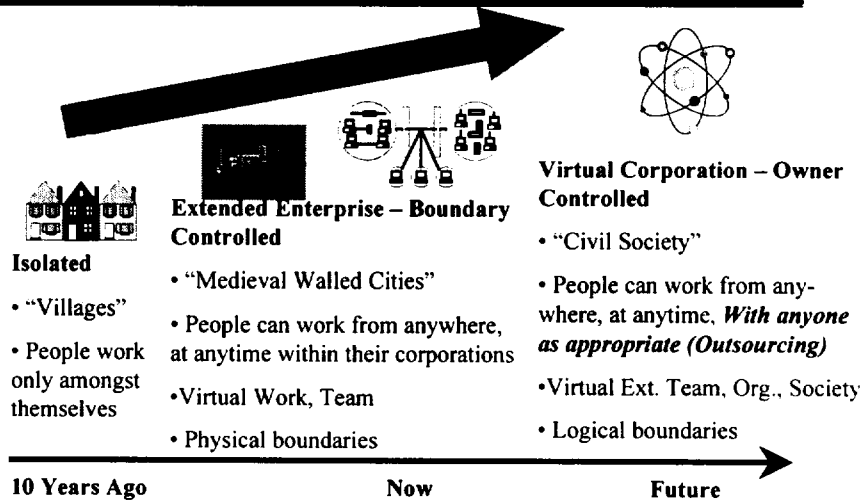 Isolated
• “Villages”
• People work
only amongst
themselves
Extended Enterprise – Boundary
Controlled
• “Medieval Walled Cities”
• People can work from anywhere,
at anytime within their corporations
•Virtual Work, Team
• Physical boundaries
Virtual Corporation – Owner
Controlled
• “Civil Society”
• People can work from any-
where, at anytime, With anyone
as appropriate (Outsourcing)
•Virtual Ext. Team, Org., Society
• Logical boundaries
10 Years Ago
Now
Future